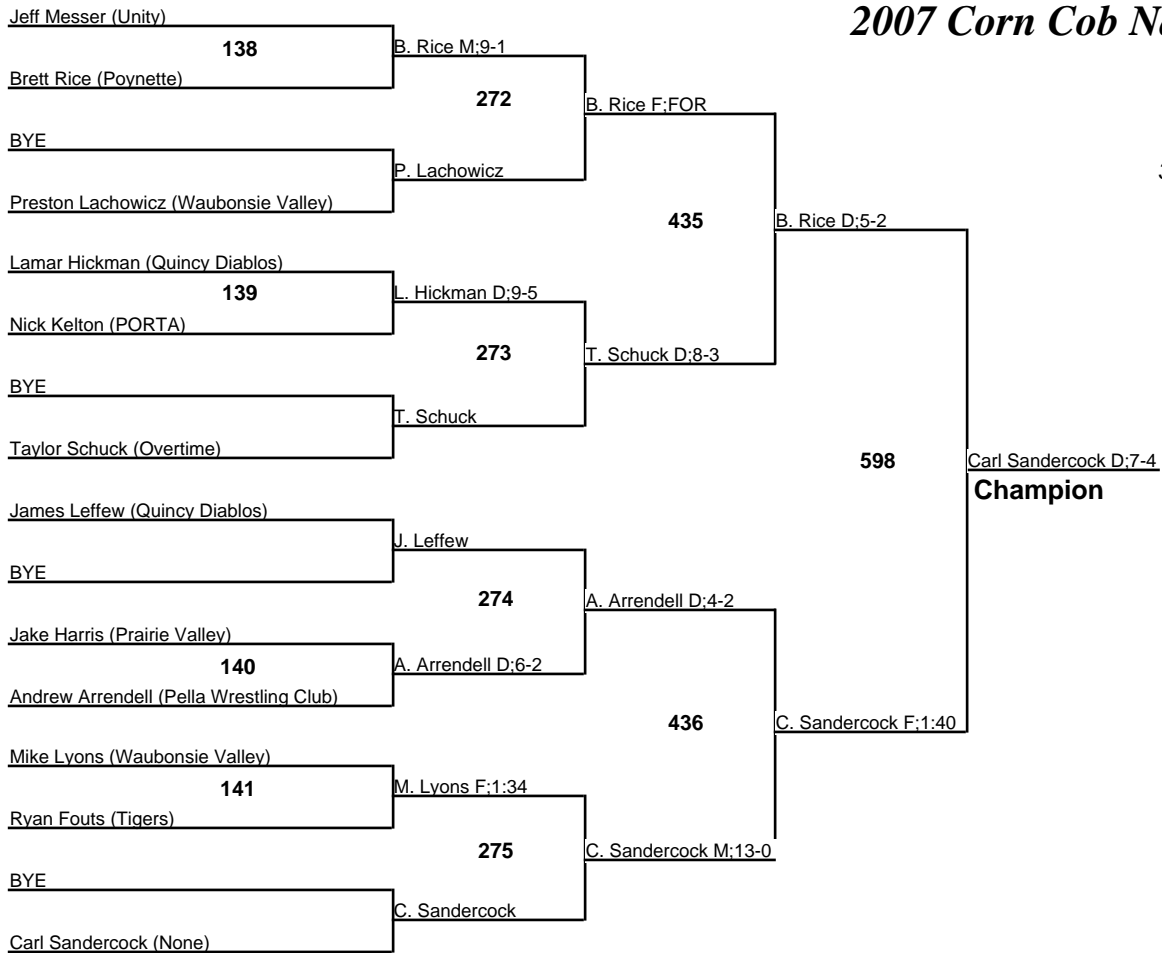 2007 Corn Cob
Jeff Messer (Unity)
138
B. Rice M;9-1
Brett Rice (Poynette)
272
B. Rice F;FOR
BYE
P. Lachowicz
Preston Lachowicz (Waubonsie Valley)
435
B. Rice D;5-2
Lamar Hickman (Quincy Diablos)
139
L. Hickman D;9-5
Nick Kelton (PORTA)
273
T. Schuck D;8-3
BYE
T. Schuck
Taylor Schuck (Overtime)
598
Carl Sandercock D;7-4
Champion
James Leffew (Quincy Diablos)
J. Leffew
BYE
274
A. Arrendell D;4-2
Jake Harris (Prairie Valley)
140
A. Arrendell D;6-2
Andrew Arrendell (Pella Wrestling Club)
436
C. Sandercock F;1:40
Mike Lyons (Waubonsie Valley)
141
M. Lyons F;1:34
Ryan Fouts (Tigers)
275
C. Sandercock M;13-0
BYE
C. Sandercock
Carl Sandercock (None)